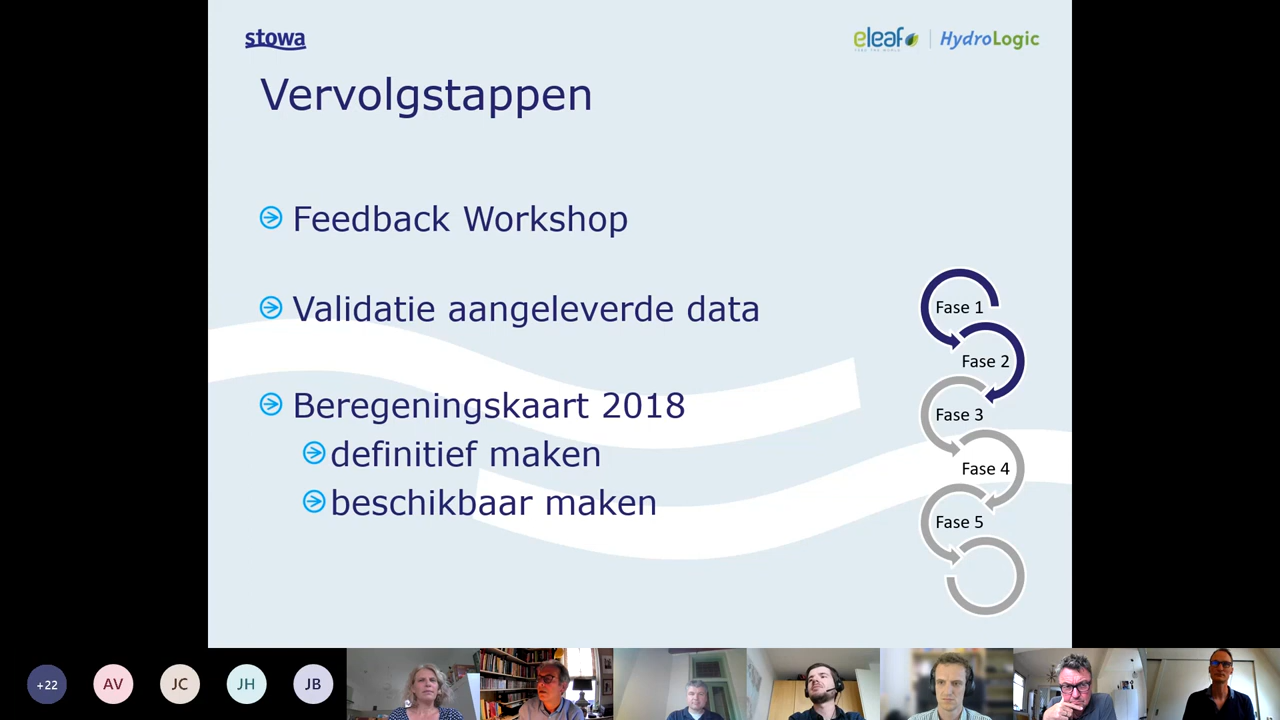 stowa
eleaf
HydroLogic
Vervolgstappen
Feedback Workshop
Validatie aangeleverde data
Beregeningskaart 2018
definitief maken
beschikbaar maken
Fase 1
Fase 2
Fase 3
Fase 4
Fase 5
+22
AV
JC
JH
JB